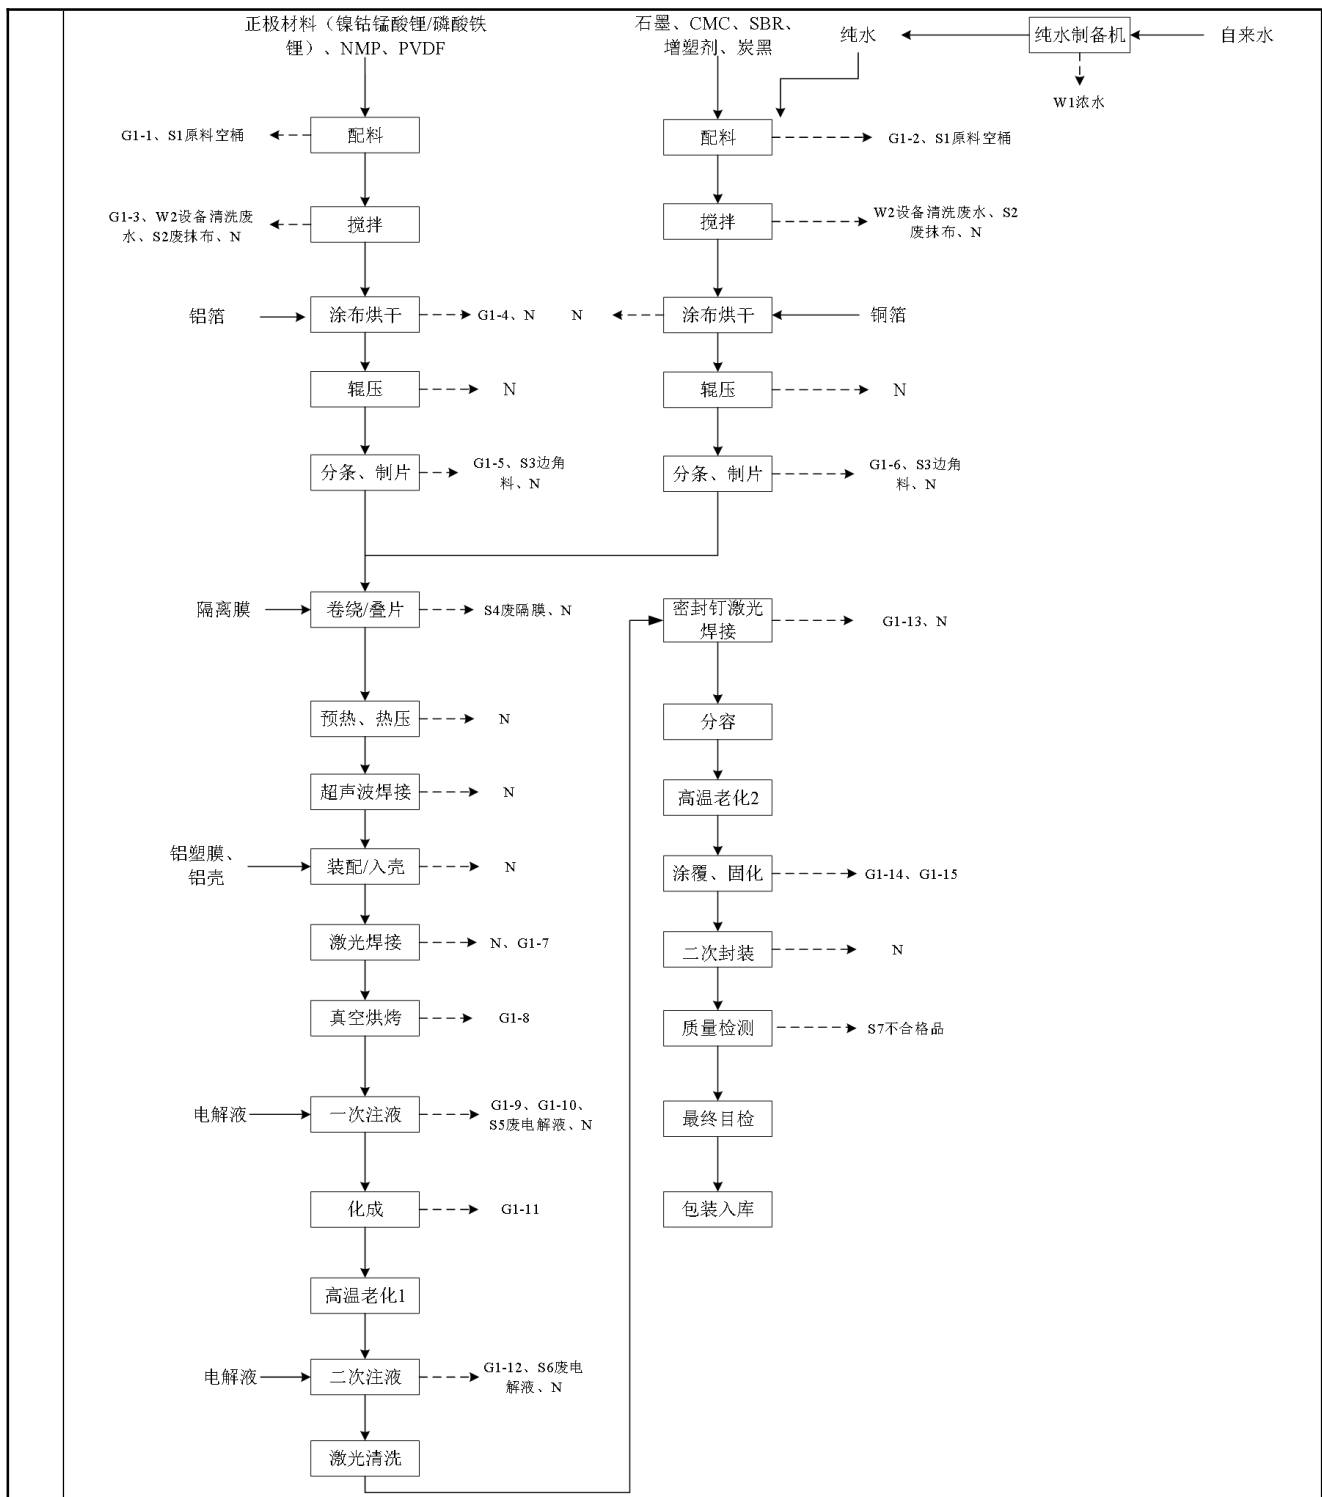 正极材料（镍钴锰酸锂/磷酸铁
锂）、NMP、PVDF
石墨、CMC、SBR、
增塑剂、炭黑
纯水
纯水制备机
自来水
W1浓水
G1-1、S1原料空桶
配料
配料
G1-2、S1原料空桶
G1-3、W2设备清洗废
水、S2废抹布、N
搅拌
搅拌
W2设备清洗废水、S2
废抹布、N
铝箔
涂布烘干
G1-4、N
N
涂布烘干
铜箔
辊压
N
辊压
N
分条、制片
G1-5、S3边角
料、N
分条、制片
G1-6、S3边角
料、N
隔离膜
卷绕/叠片
S4废隔膜、N
密封钉激光
焊接
G1-13、N
预热、热压
N
分容
超声波焊接
N
高温老化2
铝塑膜、
铝壳
装配/入壳
N
涂覆、固化
G1-14、G1-15
激光焊接
N、G1-7
二次封装
N
真空烘烤
G1-8
质量检测
S7不合格品
电解液
一次注液
G1-9、G1-10、
S5废电解液、N
最终目检
化成
G1-11
包装入库
高温老化1
电解液
二次注液
G1-12、S6废电
解液、N
激光清洗